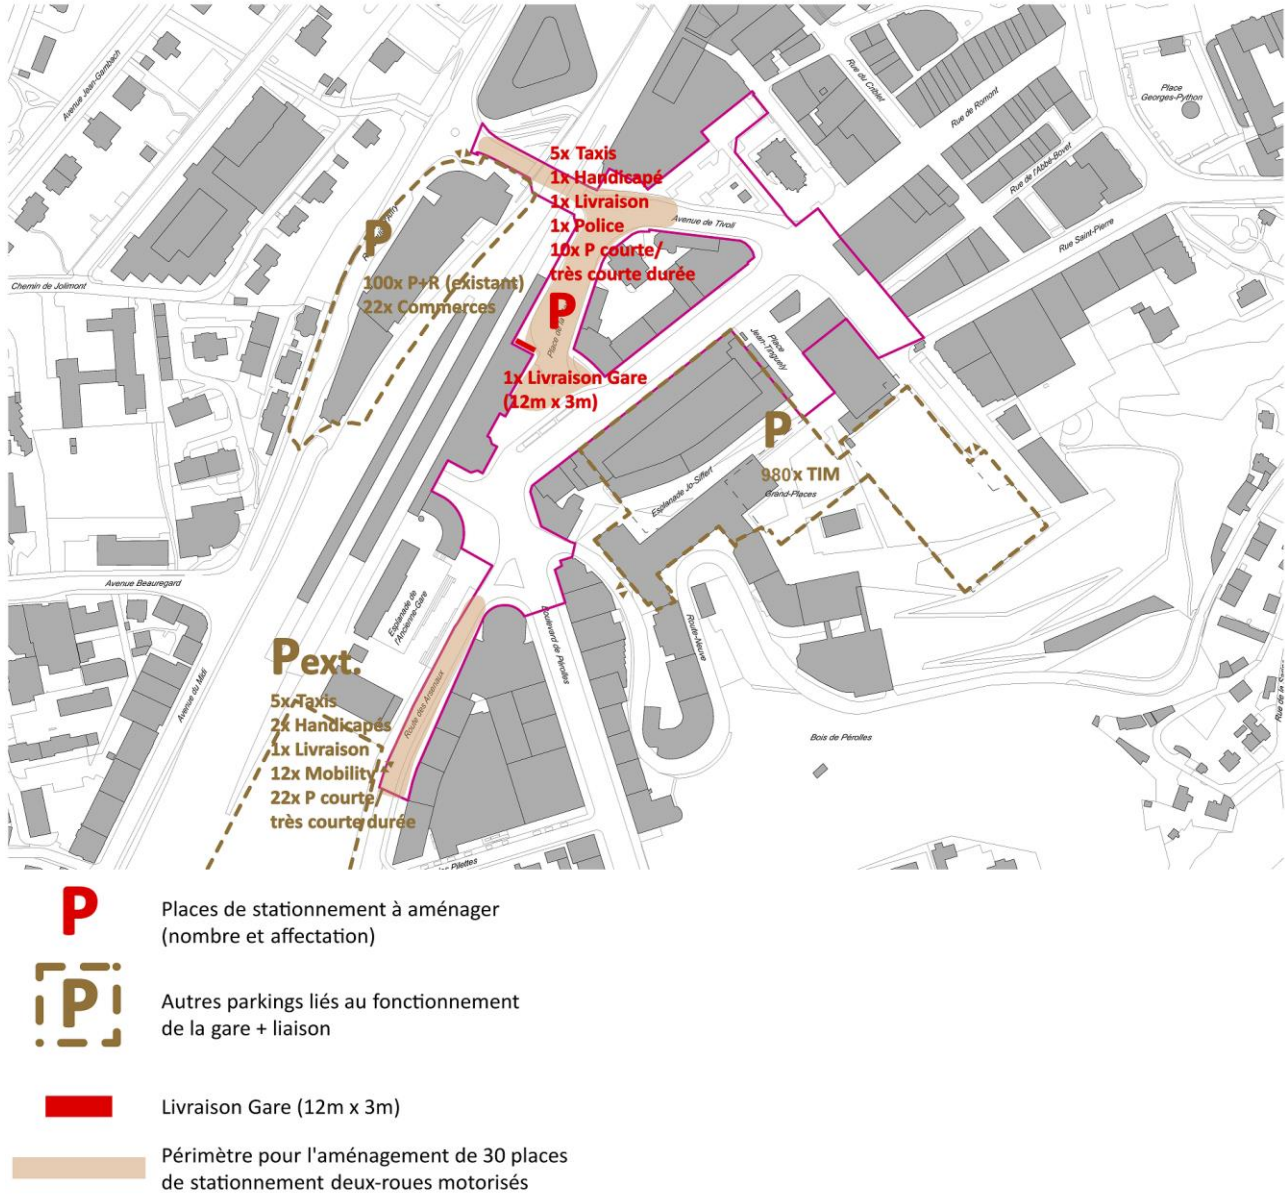 Avenue Jean-Gambach
Rue du Criblet
Place
Georges-Python
Rue de Romont
Rue de l'Abbé-Bovet
Rue Saint-Pierre
5x Taxis
1x Handicapé
1x Livraison
1x Police
10x P courte/
très courte durée
P
Avenue de Tivoli
P
100x P+R (existant)
22x Commerces
Chemin de Jolimont
Place de la
1x Livraison Gare
(12m x 3m)
Place
Jean-Tinguely
P
980x TIM
Grand-Places
Esplanade Jo-Siffert
Avenue Beauregard
Esplanade de
l'Ancienne-Gare
Boulevard de Pérolles
Route-Neuve
Avenue du Midi
Route des Arsenaux
Bois de Pérolles
Pext.
5x Taxis
2x Handicapés
1x Livraison
12x Mobility
22x P courte/
très courte durée
Pilettes
P
Places de stationnement à aménager
(nombre et affectation)
P
Autres parkings liés au fonctionnement
de la gare + liaison
Livraison Gare (12m x 3m)
Périmètre pour l'aménagement de 30 places
de stationnement deux-roues motorisés